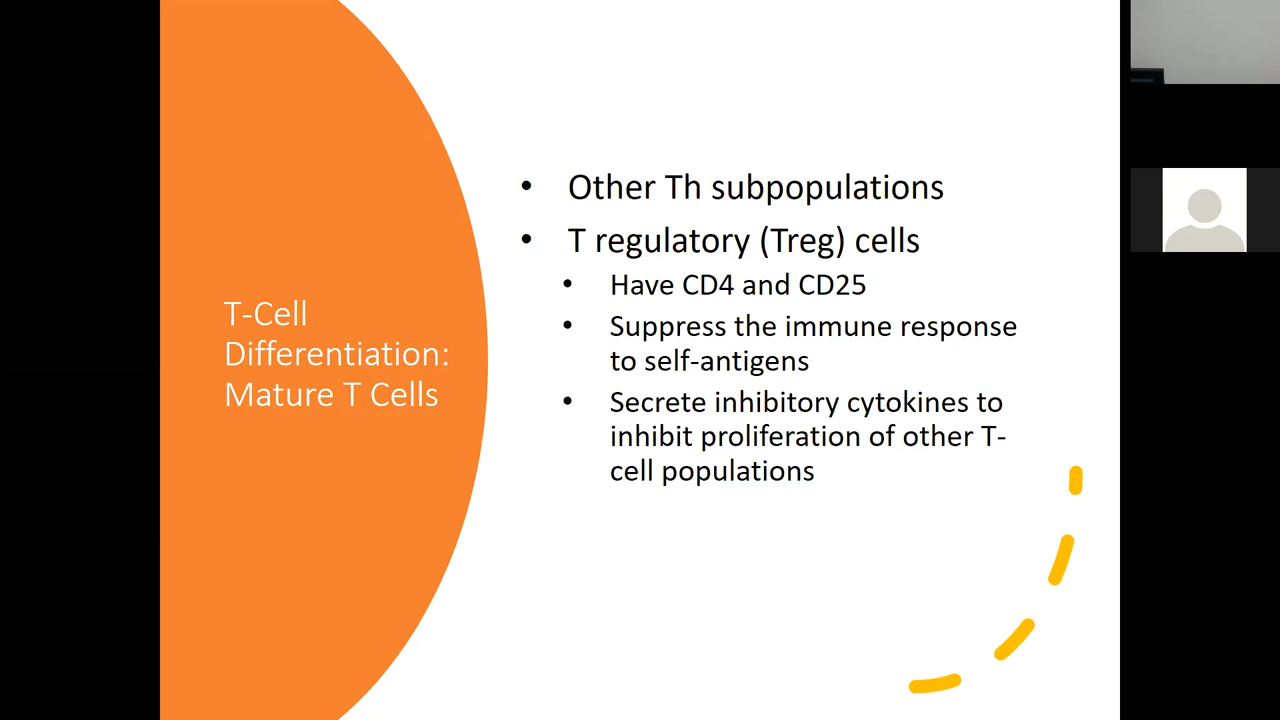 T-Cell
Differentiation:
Mature T Cells
• Other Th subpopulations
• T regulatory (Treg) cells
• Have CD4 and CD25
• Suppress the immune response
to self-antigens
• Secrete inhibitory cytokines to
inhibit proliferation of other T-
cell populations